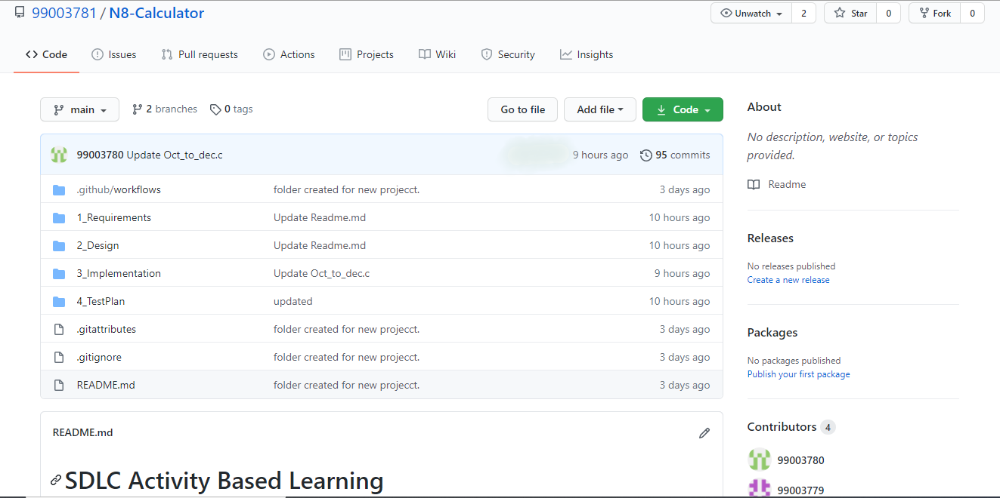 99003781 / N8-Calculator
Unwatch 2
Star 0
Fork 0
Code
Issues
Pull requests
Actions
Projects
Wiki
Security
Insights
main
2 branches
0 tags
Go to file
Add file
Code
99003780 Update Oct_to_dec.c 9 hours ago 95 commits
.github/workflows folder created for new projecct. 3 days ago
1_Requirements Update Readme.md 10 hours ago
2_Design Update Readme.md 10 hours ago
3_Implementation Update Oct_to_dec.c 9 hours ago
4_TestPlan updated 10 hours ago
.gitattributes folder created for new projecct. 3 days ago
.gitignore folder created for new projecct. 3 days ago
README.md folder created for new projecct. 3 days ago
README.md
SDLC Activity Based Learning
About
No description, website, or topics
provided.
Readme
Releases
No releases published
Create a new release
Packages
No packages published
Publish your first package
Contributors 4
99003780
99003779